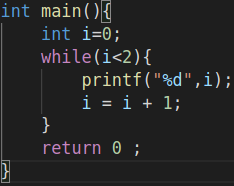 int main(){
    int i=0;
    while(i<2){
        printf("%d",i);
        i = i + 1;
    }
    return 0 ;
}